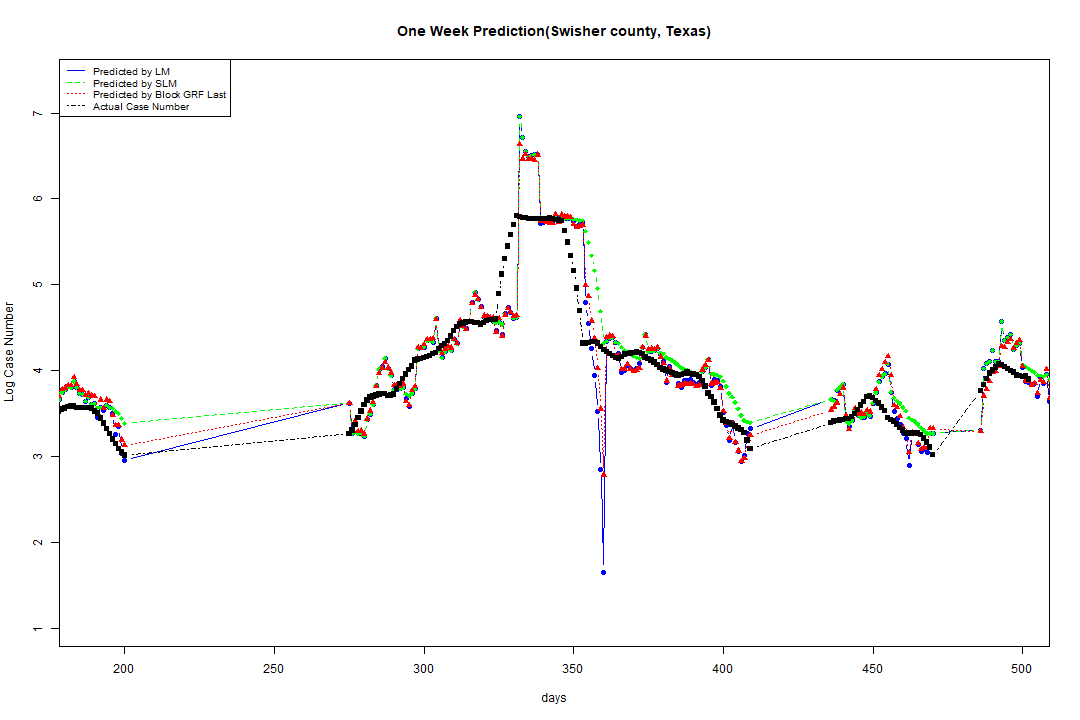 One Week Prediction(Swisher county, Texas)
Predicted by LM
Predicted by SLM
Predicted by Block GRF Last
Actual Case Number
7
6
5
4
3
2
1
Log Case Number
200 250 300 350 400 450 500
days